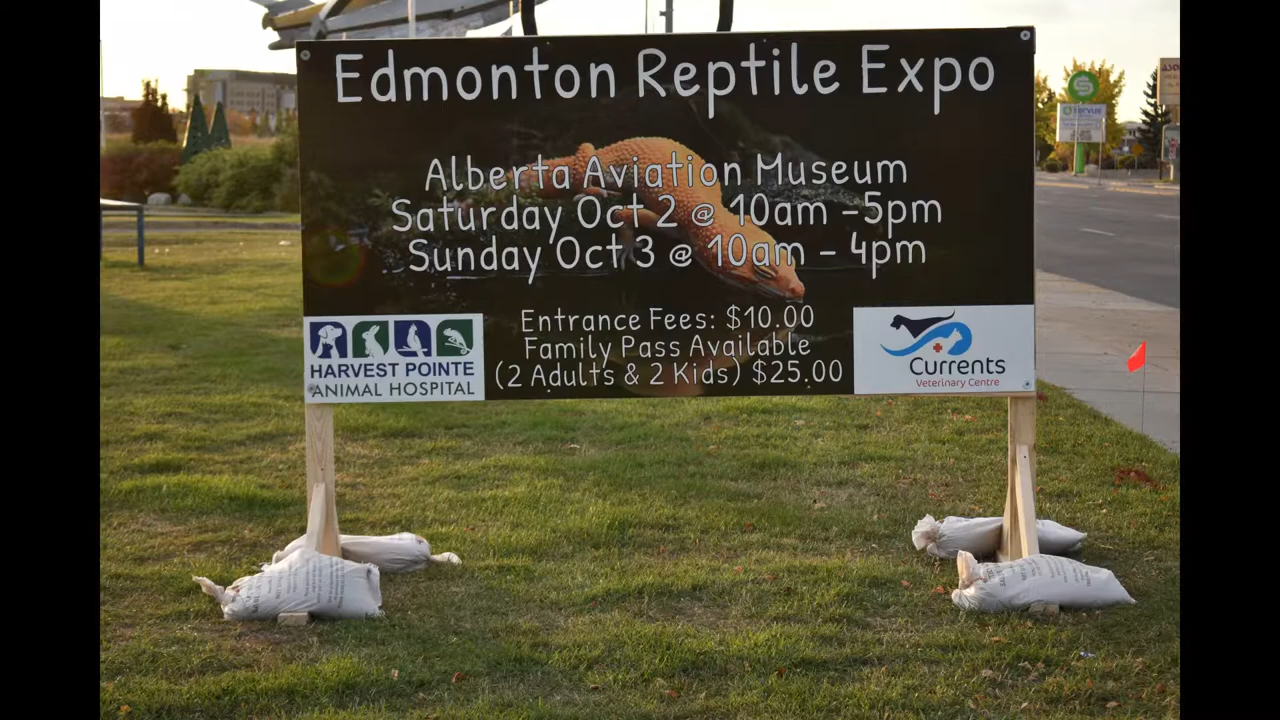 Edmonton Reptile Expo
Alberta Aviation Museum
Saturday Oct 2 @ 10am -5pm
Sunday Oct 3 @ 10am - 4pm
Entrance Fees: $10.00
Family Pass Available
(2 Adults & 2 Kids) $25.00
HARVEST POINTE
ANIMAL HOSPITAL
Currents
Veterinary Centre
servus